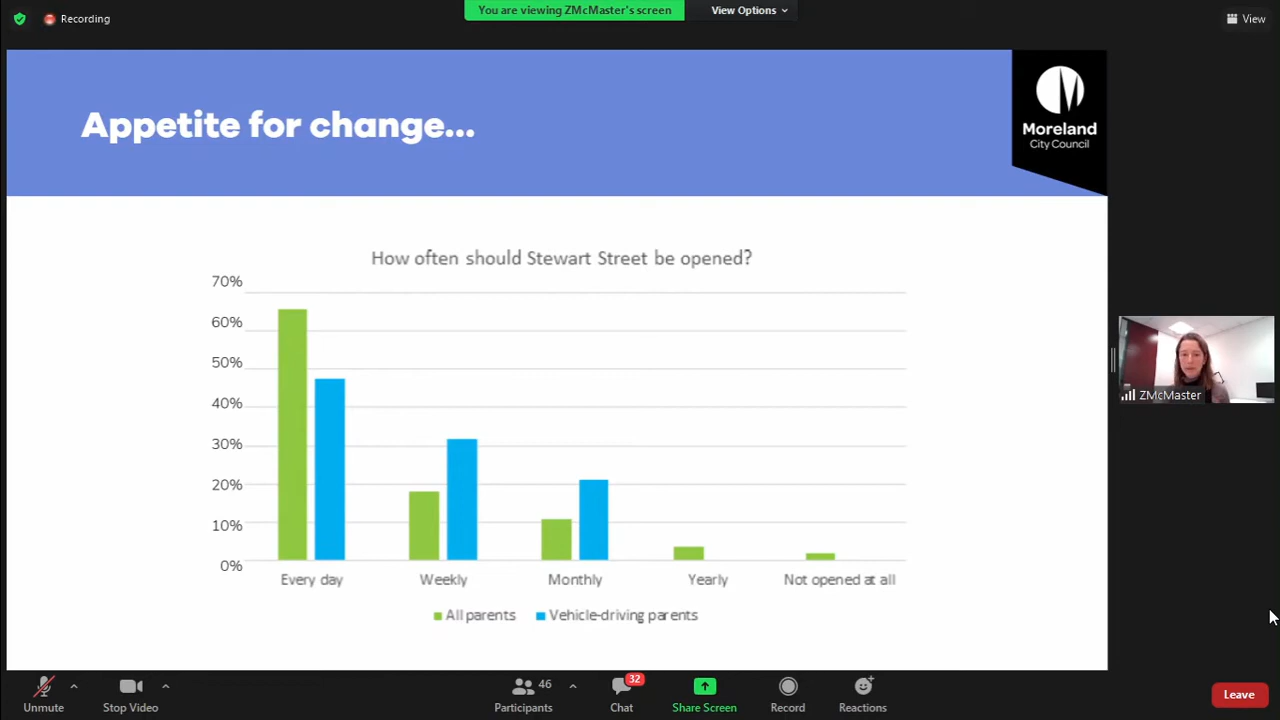 Recording
You are viewing ZMcMaster's screen
View Options
View
Appetite for change...
Moreland
City Council
How often should Stewart Street be opened?
70%
60%
50%
40%
30%
20%
10%
0%
Every day
Weekly
Monthly
Yearly
Not opened at all
All parents
Vehicle-driving parents
ZMcMaster
Unmute
Stop Video
46
Participants
32
Chat
Share Screen
Record
Reactions
Leave